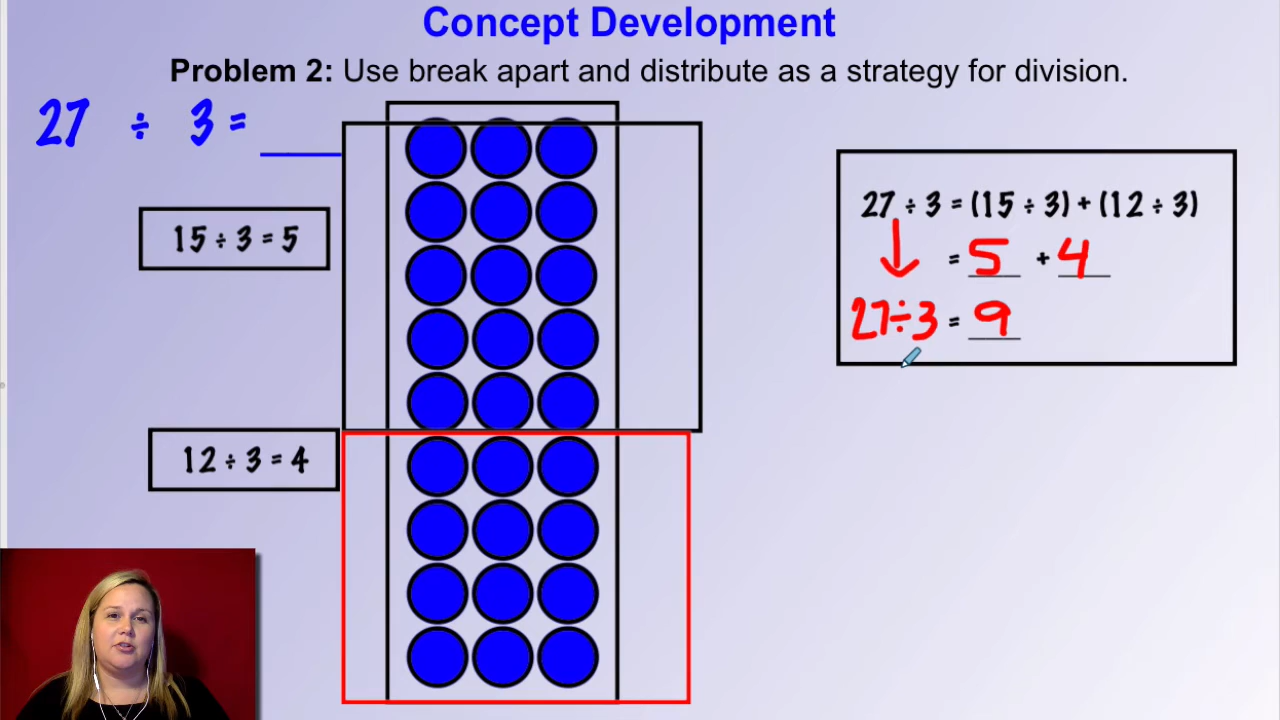 Concept Development
Problem 2: Use break apart and distribute as a strategy for division.
27 ÷ 3 = ____
15 ÷ 3 = 5
12 ÷ 3 = 4
27 ÷ 3 = (15 ÷ 3) + (12 ÷ 3)
= 5 + 4
27÷3 = 9